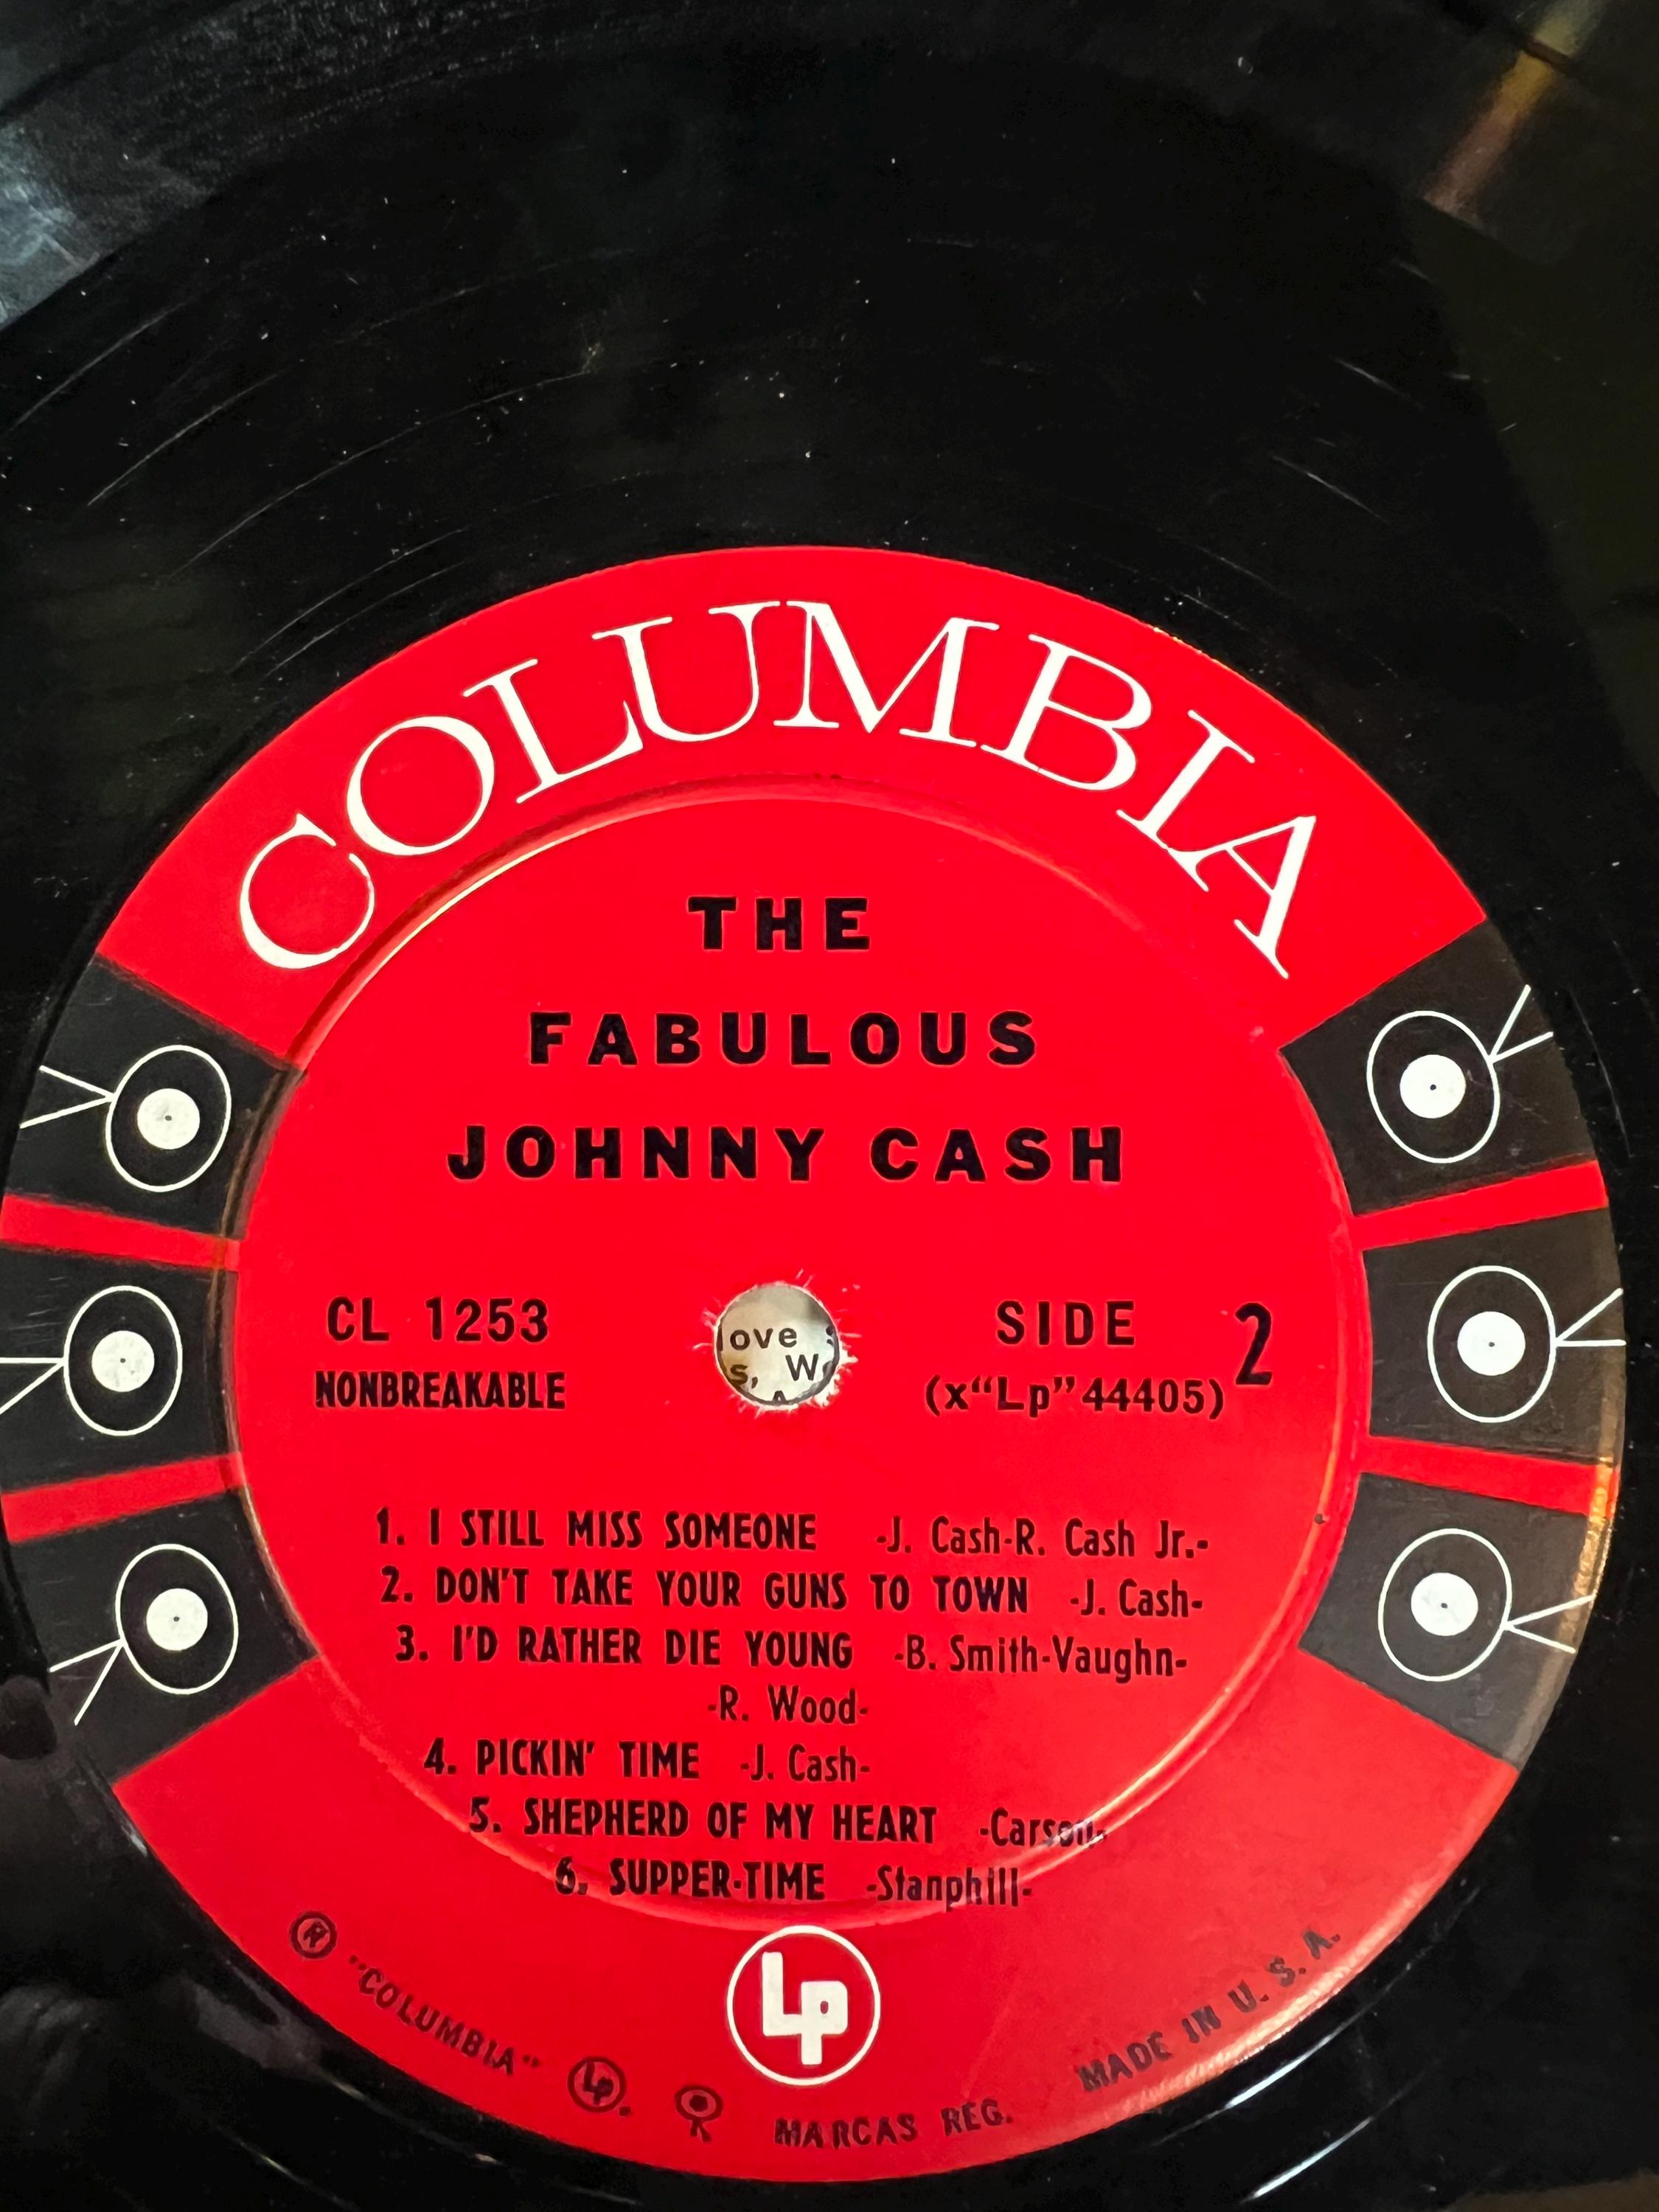 COLUMBIA
THE
FABULOUS
JOHNNY CASH
CL 1253
NONBREAKABLE
ove
s, W
SIDE 2
(x“Lp”44405)
1. I STILL MISS SOMEONE -J. Cash-R. Cash Jr.-
2. DON'T TAKE YOUR GUNS TO TOWN -J. Cash-
3. I'D RATHER DIE YOUNG -B. Smith-Vaughn-
-R. Wood-
4. PICKIN' TIME -J. Cash-
5. SHEPHERD OF MY HEART -Carson-
6. SUPPER-TIME -Stanphill-
Lp
® "COLUMBIA" Lp. MARCAS REG. MADE IN U. S. A.